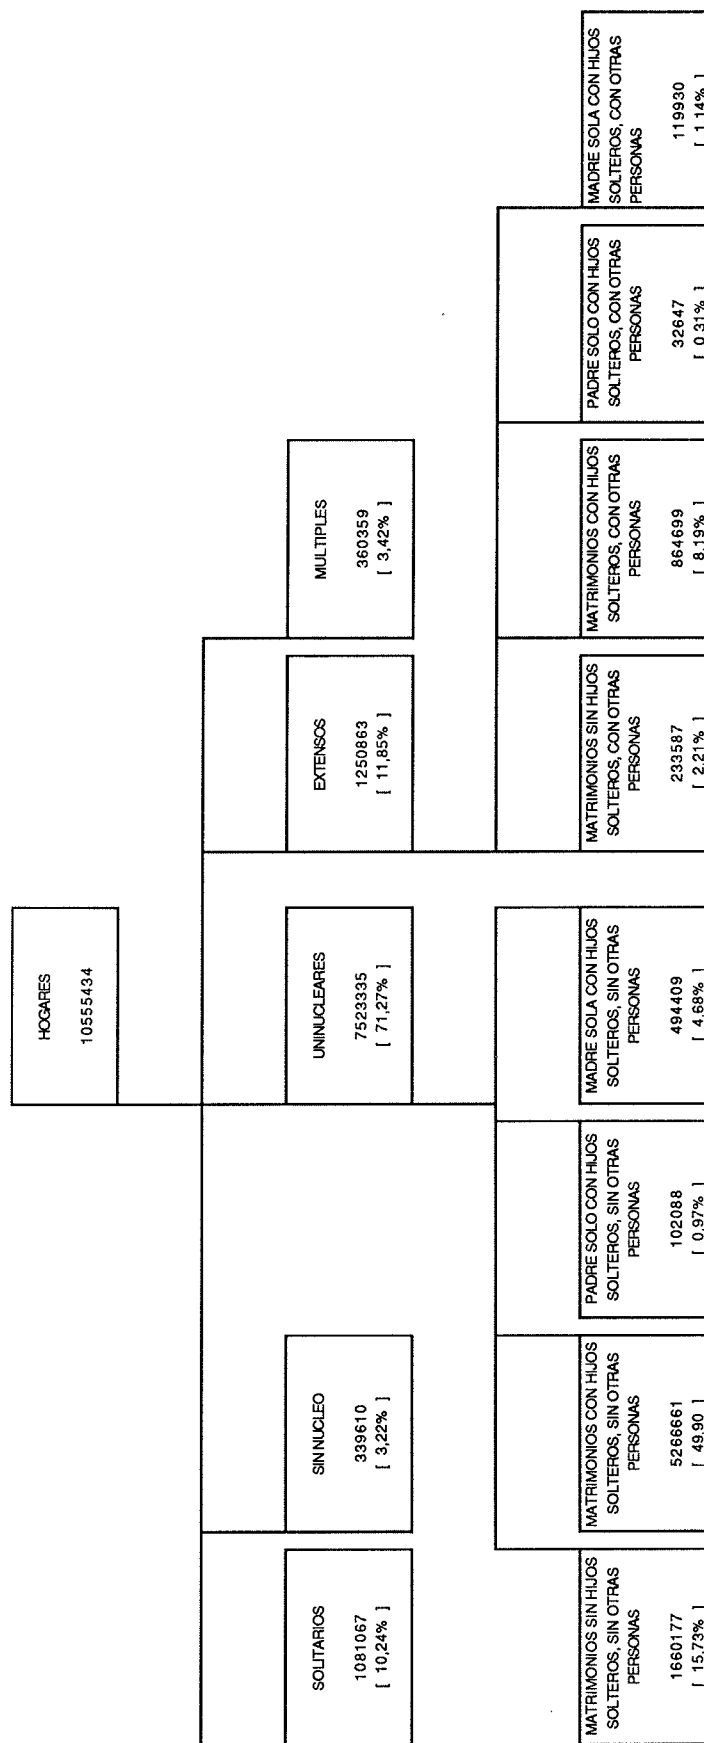 HOGARES
10555434
SOLITARIOS
1081067
[ 10,24% ]
SIN NUCLEO
339610
[ 3,22% ]
UNINUCLEARES
7523335
[ 71,27% ]
EXTENSOS
1250863
[ 11,85% ]
MULTIPLES
360359
[ 3,42% ]
MATRIMONIOS SIN HIJOS
SOLTEROS, SIN OTRAS
PERSONAS
1660177
[ 15,73% ]
MATRIMONIOS CON HIJOS
SOLTEROS, SIN OTRAS
PERSONAS
5266661
[ 49,90 ]
PADRE SOLO CON HIJOS
SOLTEROS, SIN OTRAS
PERSONAS
102088
[ 0,97% ]
MADRE SOLA CON HIJOS
SOLTEROS, SIN OTRAS
PERSONAS
494409
[ 4,68% ]
MATRIMONIOS SIN HIJOS
SOLTEROS, CON OTRAS
PERSONAS
233587
[ 2,21% ]
MATRIMONIOS CON HIJOS
SOLTEROS, CON OTRAS
PERSONAS
864699
[ 8,19% ]
PADRE SOLO CON HIJOS
SOLTEROS, CON OTRAS
PERSONAS
32647
[ 0,31% ]
MADRE SOLA CON HIJOS
SOLTEROS, CON OTRAS
PERSONAS
119930
[ 1,14% ]